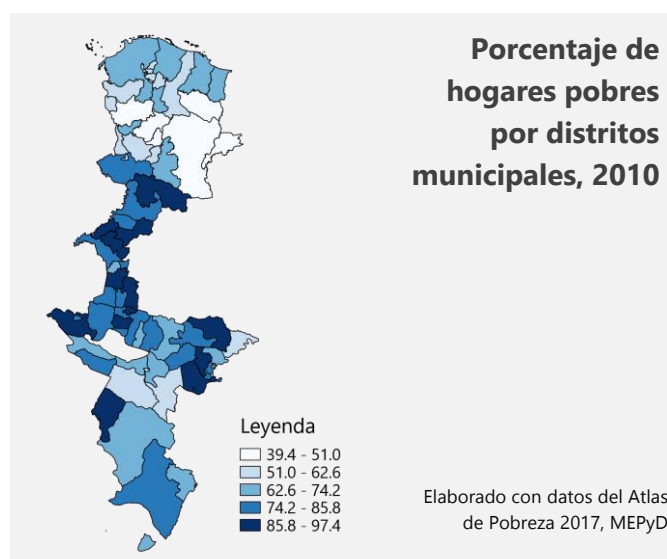 Porcentaje de
hogares pobres
por distritos
municipales, 2010
Leyenda
39.4 - 51.0
51.0 - 62.6
62.6 - 74.2
74.2 - 85.8
85.8 - 97.4
Elaborado con datos del Atlas
de Pobreza 2017, MEPyD